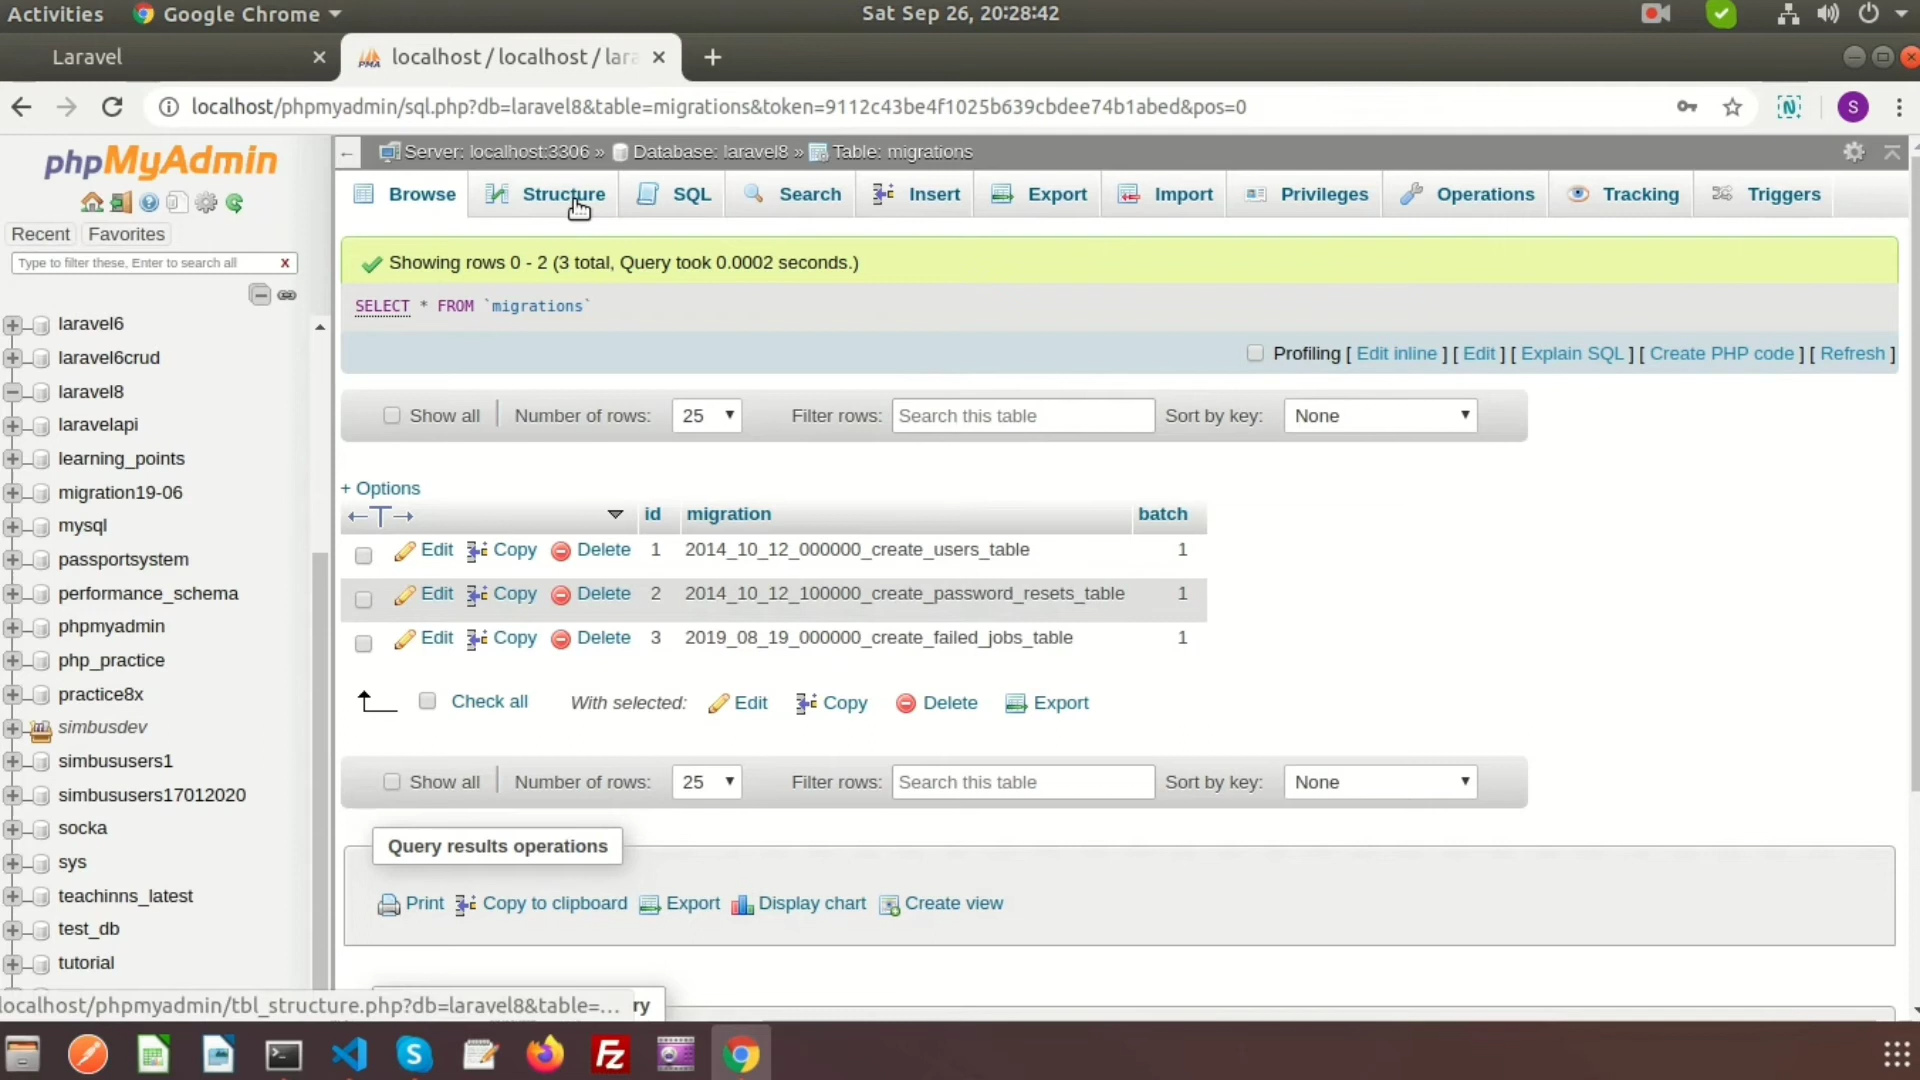 Activities Google Chrome Sat Sep 26, 20:28:42
Laravel localhost / localhost / lara
localhost/phpmyadmin/sql.php?db=laravel8&table=migrations&token=9112c43be4f1025b639cbdee74b1abed&pos=0 S
phpMyAdmin
Recent Favorites
Type to filter these, Enter to search all X
laravel6
laravel6crud
laravel8
laravelapi
learning_points
migration19-06
mysql
passportsystem
performance_schema
phpmyadmin
php_practice
practice8x
simbusdev
simbususers1
simbususers17012020
socka
sys
teachinns_latest
test_db
tutorial
localhost/phpmyadmin/tbl_structure.php?db=laravel8&table=...
Server: localhost:3306 » Database: laravel8 » Table: migrations
Browse Structure SQL Search Insert Export Import Privileges Operations Tracking Triggers
Showing rows 0 - 2 (3 total, Query took 0.0002 seconds.)
SELECT * FROM `migrations`
Profiling [ Edit inline ] [ Edit ] [ Explain SQL ] [ Create PHP code ] [ Refresh ]
Show all Number of rows: 25 Filter rows: Search this table Sort by key: None
+ Options
id migration batch
Edit Copy Delete 1 2014_10_12_000000_create_users_table 1
Edit Copy Delete 2 2014_10_12_100000_create_password_resets_table 1
Edit Copy Delete 3 2019_08_19_000000_create_failed_jobs_table 1
Check all With selected: Edit Copy Delete Export
Show all Number of rows: 25 Filter rows: Search this table Sort by key: None
Query results operations
Print Copy to clipboard Export Display chart Create view
ry